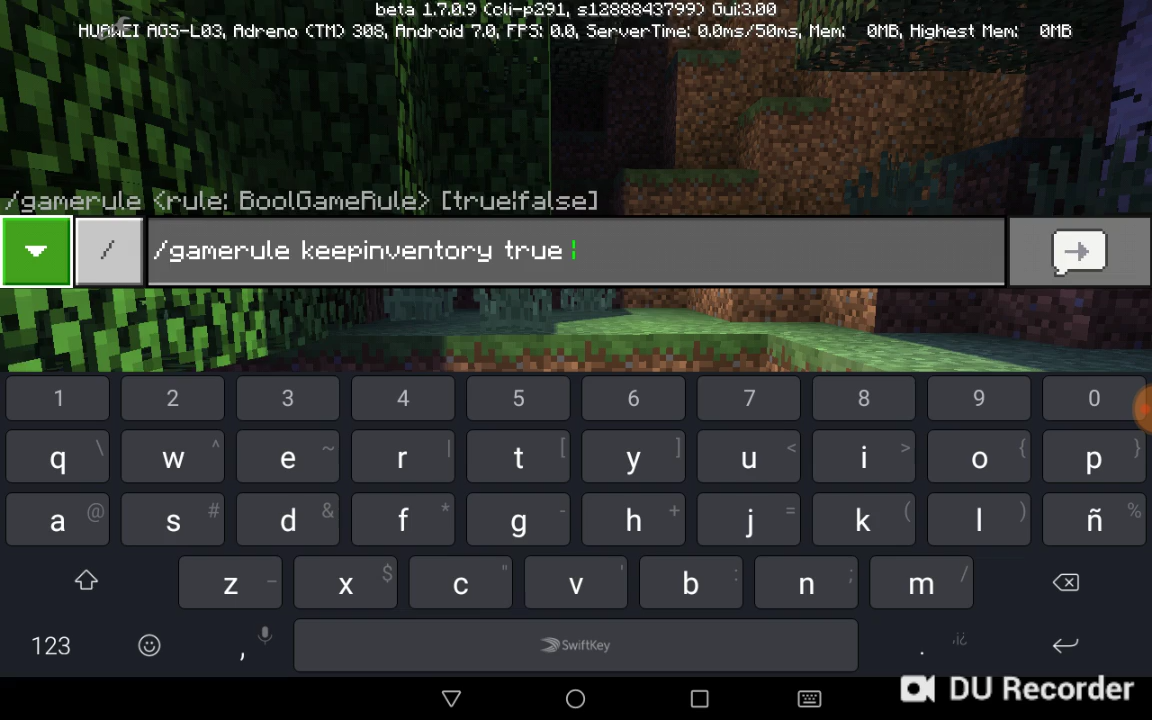 beta 1.7.0.9 (cli-p291, s1288843799) Gui:3.00
HUAWEI AGS-L03, Adreno (TM) 308, Android 7.0, FPS: 0.0, ServerTime: 0.0ms/50ms, Mem: 0MB, Highest Mem: 0MB
/gamerule <rule: BoolGameRule> [true|false]
/ /gamerule keepinventory true
1 2 3 4 5 6 7 8 9 0
q \ w ^ e ~ r | t [ y ] u < i > o { p }
a @ s # d & f * g - h + j = k ( l ) ñ %
z _ x $ c " v ' b : n ; m /
123 , SwiftKey . ,!¿
DU Recorder